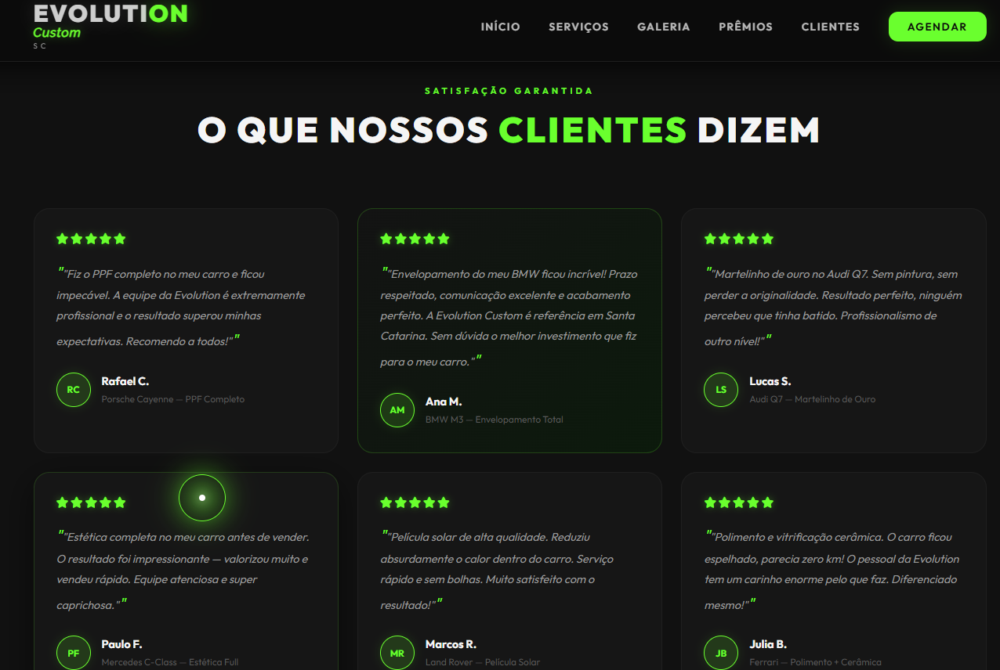 EVOLUTION
Custom
SC
INÍCIO SERVIÇOS GALERIA PRÊMIOS CLIENTES AGENDAR
SATISFAÇÃO GARANTIDA
O QUE NOSSOS CLIENTES DIZEM
""Fiz o PPF completo no meu carro e ficou
impecável. A equipe da Evolution é extremamente
profissional e o resultado superou minhas
expectativas. Recomendo a todos!""
RC
Rafael C.
Porsche Cayenne — PPF Completo
""Envelopamento do meu BMW ficou incrível! Prazo
respeitado, comunicação excelente e acabamento
perfeito. A Evolution Custom é referência em Santa
Catarina. Sem dúvida o melhor investimento que fiz
para o meu carro.""
AM
Ana M.
BMW M3 — Envelopamento Total
""Martelinho de ouro no Audi Q7. Sem pintura, sem
perder a originalidade. Resultado perfeito, ninguém
percebeu que tinha batido. Profissionalismo de
outro nível!""
LS
Lucas S.
Audi Q7 — Martelinho de Ouro
""Estética completa no meu carro antes de vender.
O resultado foi impressionante — valorizou muito e
vendeu rápido. Equipe atenciosa e super
caprichosa.""
PF
Paulo F.
Mercedes C-Class — Estética Full
""Película solar de alta qualidade. Reduziu
absurdamente o calor dentro do carro. Serviço
rápido e sem bolhas. Muito satisfeito com o
resultado!""
MR
Marcos R.
Land Rover — Película Solar
""Polimento e vitrificação cerâmica. O carro ficou
espelhado, parecia zero km! O pessoal da Evolution
tem um carinho enorme pelo que faz. Diferenciado
mesmo!""
JB
Julia B.
Ferrari — Polimento + Cerâmica